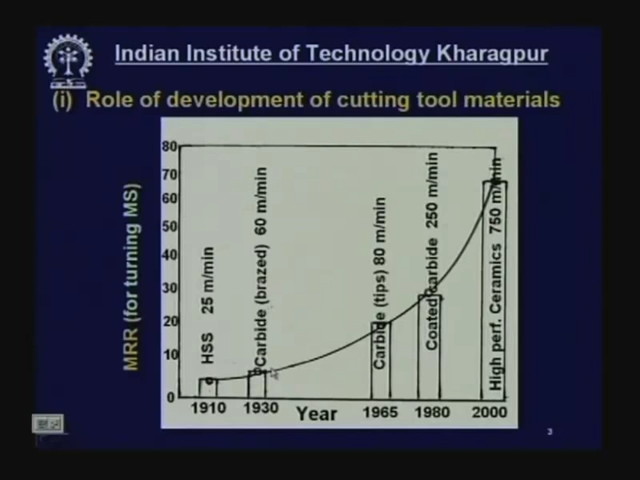 Indian Institute of Technology Kharagpur
(i) Role of development of cutting tool materials
MRR (for turning MS)
80
70
60
50
40
30
20
10
0
HSS 25 m/min
Carbide (brazed) 60 m/min
Carbide (tips) 80 m/min
Coated carbide 250 m/min
High perf. Ceramics 750 m/min
1910
1930
Year
1965
1980
2000
3